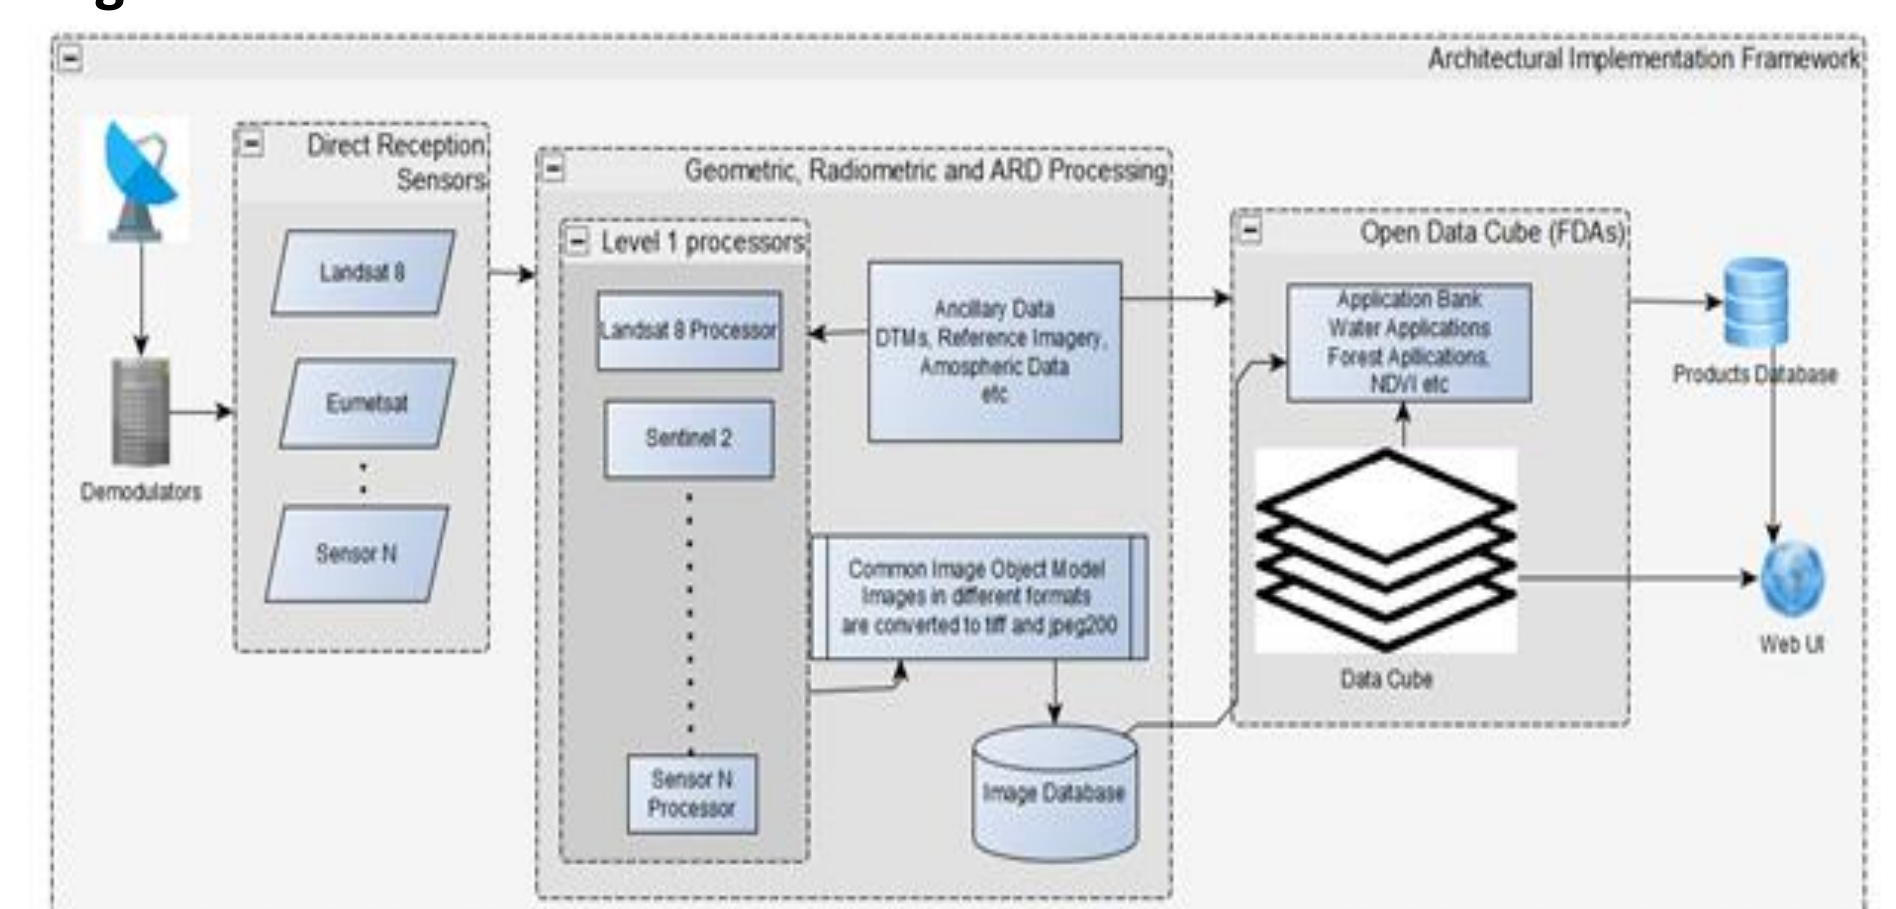 Architectural Implementation Framework
Direct Reception
Sensors
Landsat 8
Eumetsat
Sensor N
Demodulators
Geometric, Radiometric and ARD Processing
Level 1 processors
Landsat 8 Processor
Sentinel 2
Sensor N
Processor
Ancillary Data
DTMs, Reference Imagery,
Amospheric Data
etc
Common Image Object Model
Images in different formats
are converted to tiff and jpeg200
Image Database
Open Data Cube (FDAs)
Application Bank
Water Applications
Forest Apllications,
NDVI etc
Data Cube
Products Database
Web UI